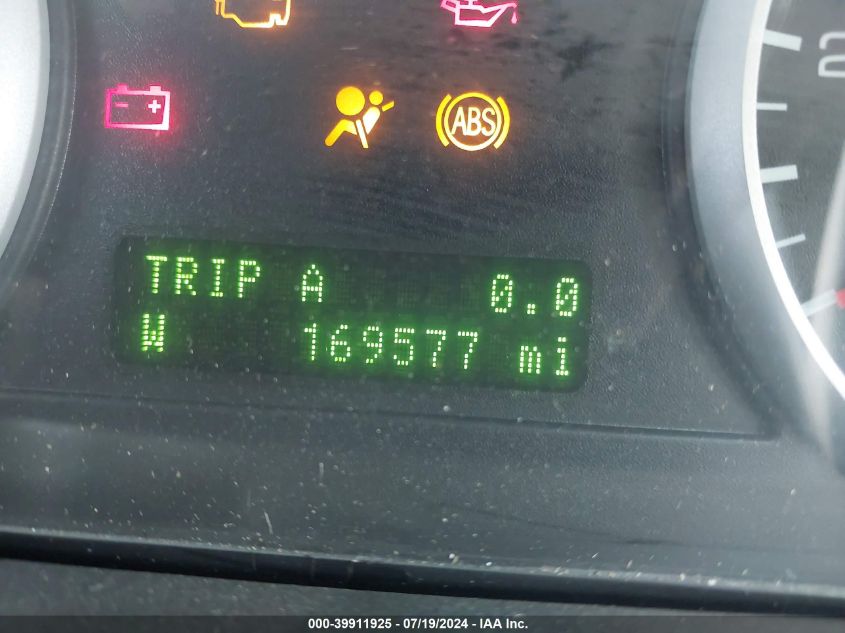 ABS
TRIP A 0.0
W 169577 mi
000-39911925 / 07/19/2024 - IAA Inc.